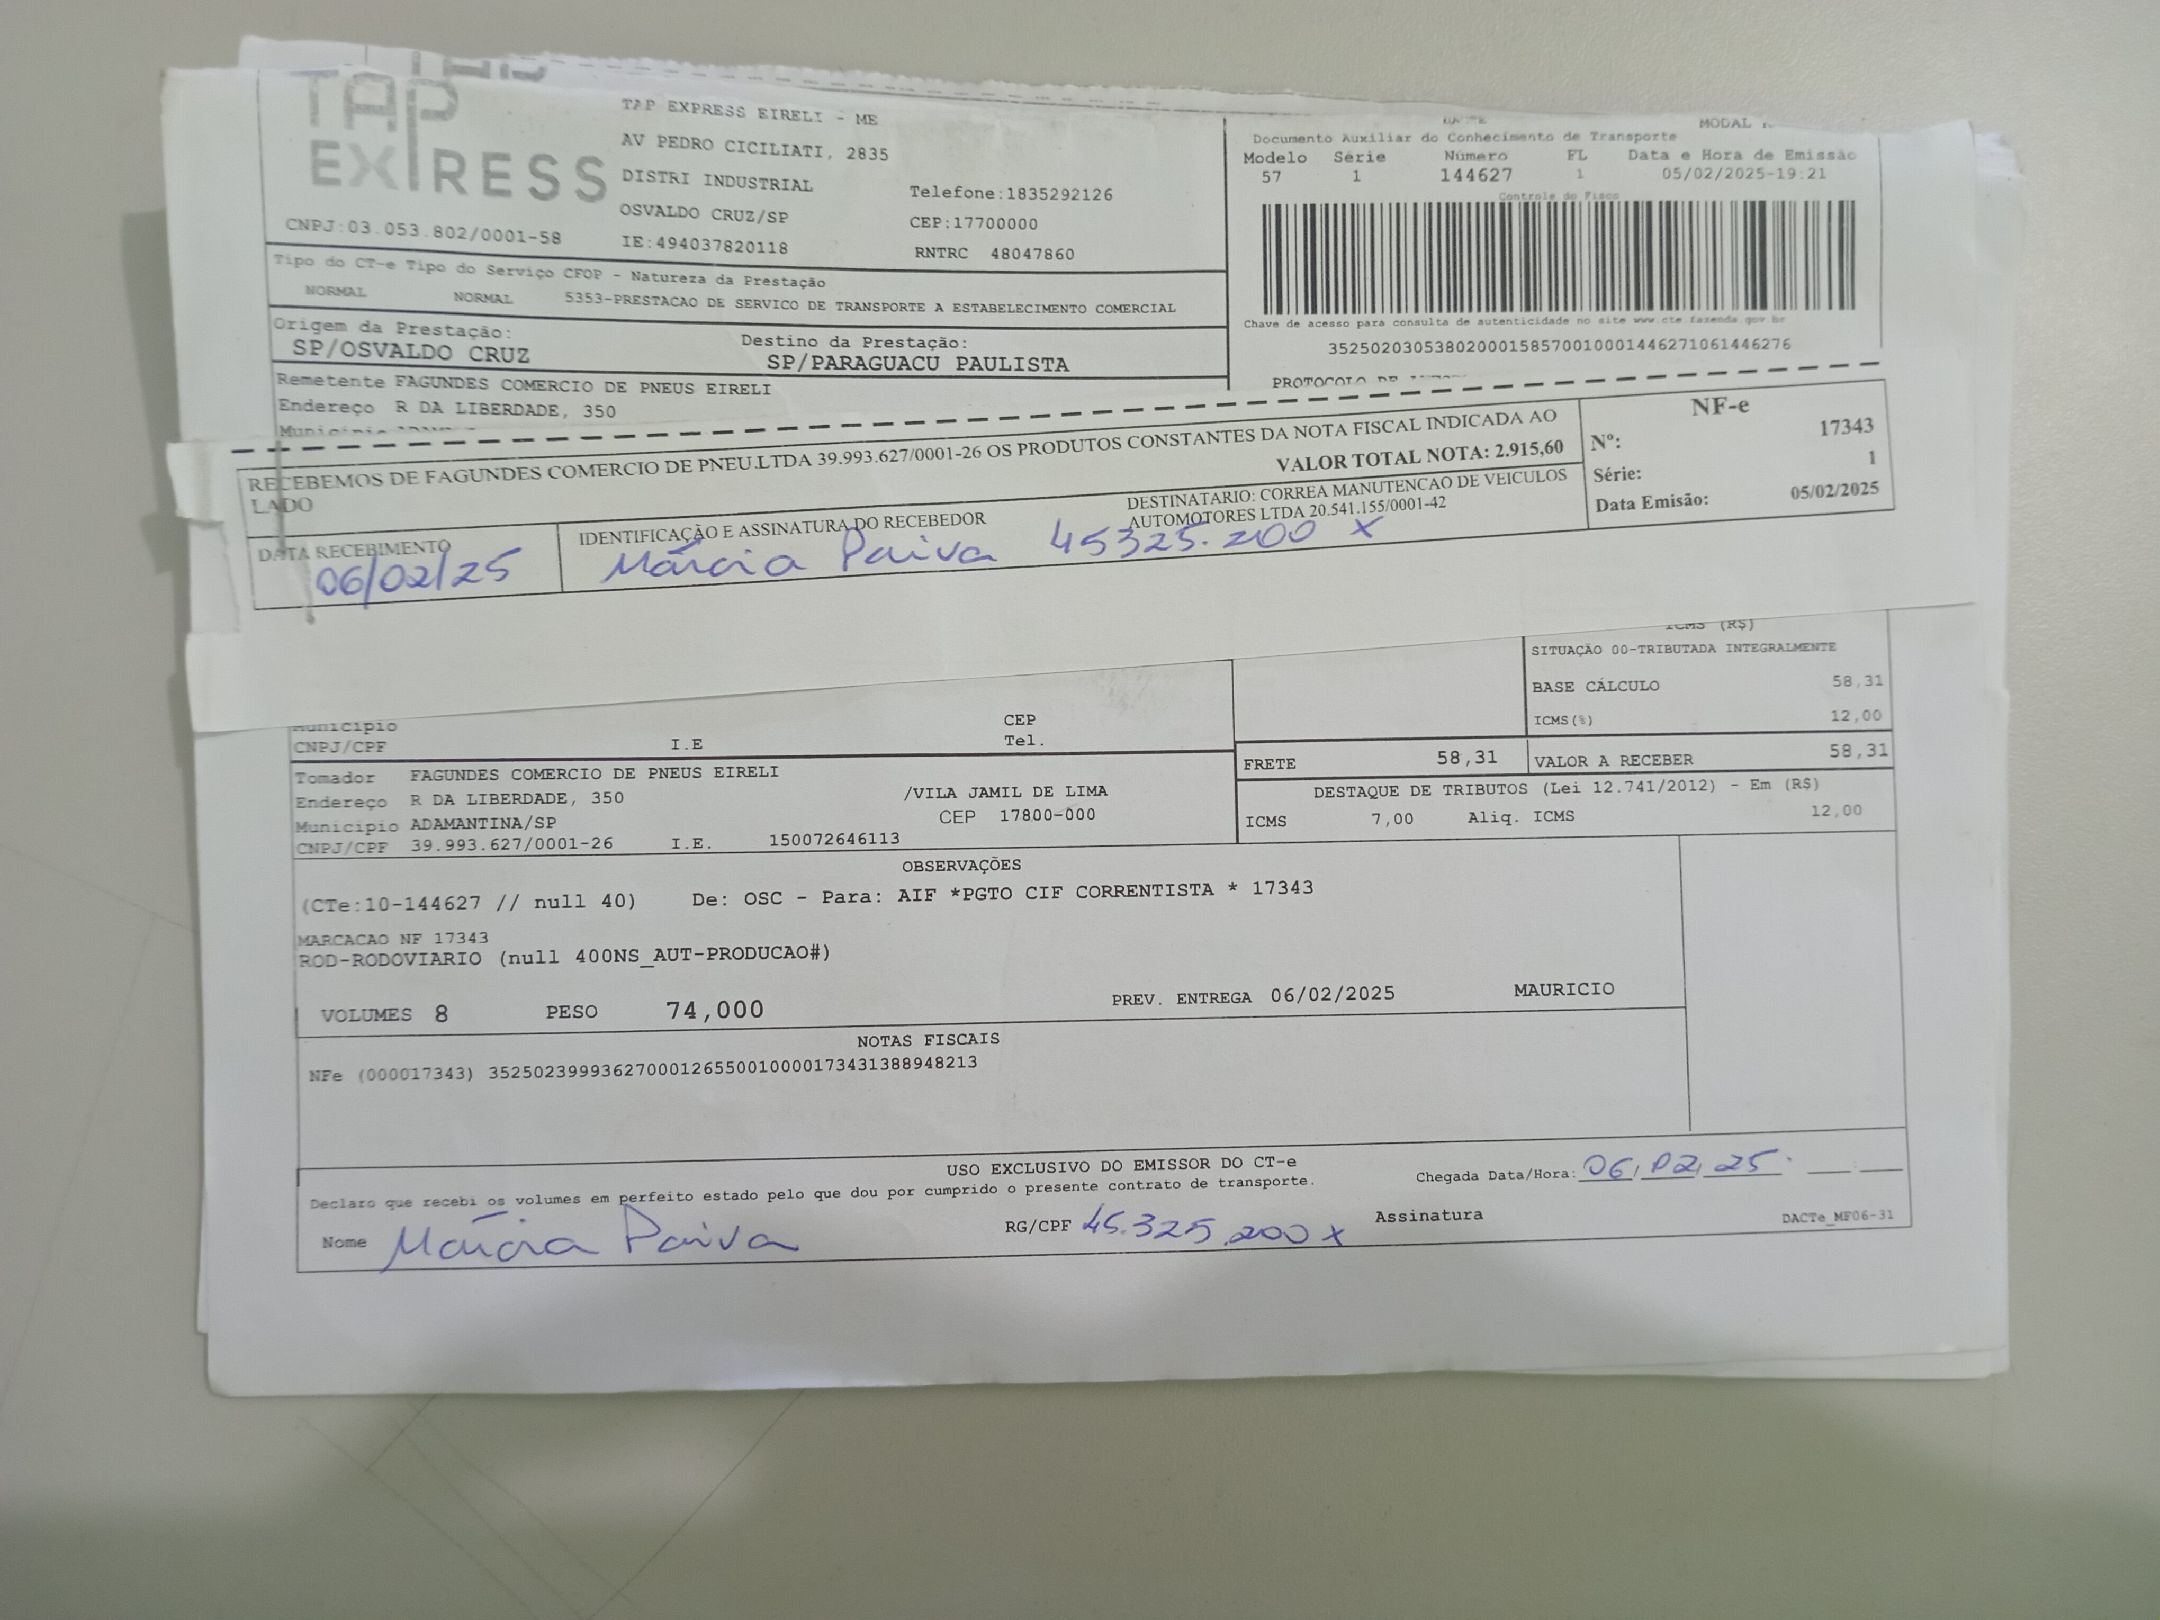 TAP
EXPRESS
CNPJ:03.053.802/0001-58
TAP EXPRESS EIRELI - ME
AV PEDRO CICILIATI, 2835
DISTRI INDUSTRIAL
OSVALDO CRUZ/SP
IE:494037820118
Telefone:1835292126
CEP:17700000
RNTRC 48047860
MODAL
Documento Auxiliar do Conhecimento de Transporte
Modelo Série Número FL Data e Hora de Emissão
57 1 144627 1 05/02/2025-19:21
Controle do Fisco
Chave de acesso para consulta de autenticidade no site www.cte.fazenda.gov.br
35250203053802000158570010001446271061446276
PROTOCOLO DE
Tipo do CT-e Tipo do Serviço CFOP - Natureza da Prestação
NORMAL NORMAL 5353-PRESTACAO DE SERVICO DE TRANSPORTE A ESTABELECIMENTO COMERCIAL
Origem da Prestação: Destino da Prestação:
SP/OSVALDO CRUZ SP/PARAGUACU PAULISTA
Remetente FAGUNDES COMERCIO DE PNEUS EIRELI
Endereço R DA LIBERDADE, 350
RECEBEMOS DE FAGUNDES COMERCIO DE PNEU.LTDA 39.993.627/0001-26 OS PRODUTOS CONSTANTES DA NOTA FISCAL INDICADA AO
LADO
VALOR TOTAL NOTA: 2.915,60
DATA RECEBIMENTO
06/02/25
IDENTIFICAÇÃO E ASSINATURA DO RECEBEDOR
DESTINATARIO: CORREA MANUTENCAO DE VEICULOS
AUTOMOTORES LTDA 20.541.155/0001-42
Márcia Paiva 45325.200 x
NF-e
Nº: 17343
Série: 1
Data Emisão: 05/02/2025
ICMS (R$)
SITUAÇÃO 00-TRIBUTADA INTEGRALMENTE
BASE CÁLCULO 58,31
ICMS(%) 12,00
Município CEP
CNPJ/CPF I.E Tel.
FRETE 58,31 VALOR A RECEBER 58,31
Tomador FAGUNDES COMERCIO DE PNEUS EIRELI
Endereço R DA LIBERDADE, 350 /VILA JAMIL DE LIMA
Municipio ADAMANTINA/SP CEP 17800-000
CNPJ/CPF 39.993.627/0001-26 I.E. 150072646113
DESTAQUE DE TRIBUTOS (Lei 12.741/2012) - Em (R$)
ICMS 7,00 Aliq. ICMS 12,00
OBSERVAÇÕES
(CTe:10-144627 // null 40) De: OSC - Para: AIF *PGTO CIF CORRENTISTA * 17343
MARCACAO NF 17343
ROD-RODOVIARIO (null 400NS_AUT-PRODUCAO#)
VOLUMES 8 PESO 74,000 PREV. ENTREGA 06/02/2025 MAURICIO
NOTAS FISCAIS
NFe (000017343) 35250239993627000126550010000173431388948213
USO EXCLUSIVO DO EMISSOR DO CT-e
Declaro que recebi os volumes em perfeito estado pelo que dou por cumprido o presente contrato de transporte.
Chegada Data/Hora: 06/02/25
Nome Márcia Paiva RG/CPF 45.325.200 x Assinatura
DACTe_MF06-31